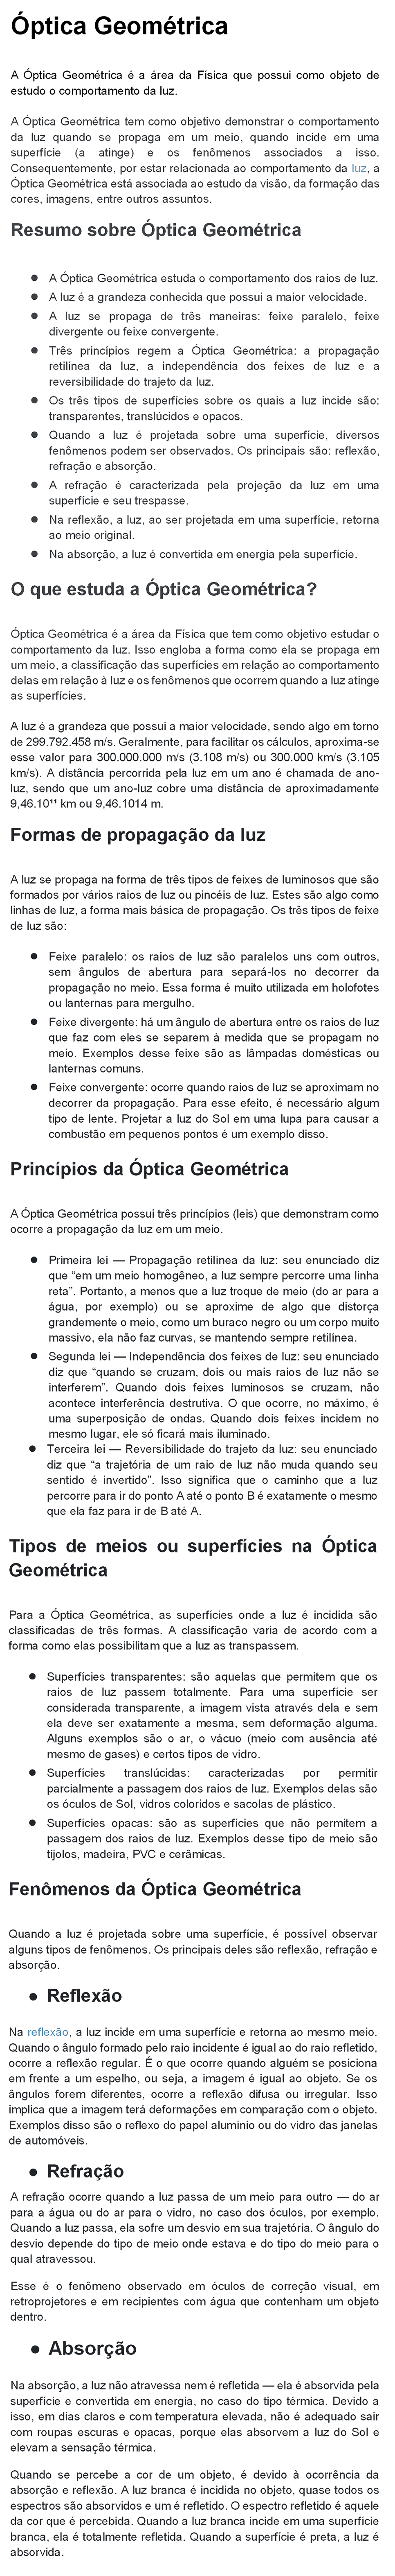 Óptica Geométrica
A Óptica Geométrica é a área da Física que possui como objeto de
estudo o comportamento da luz.
A Óptica Geométrica tem como objetivo demonstrar o comportamento
da luz quando se propaga em um meio, quando incide em uma
superfície (a atinge) e os fenômenos associados a isso.
Consequentemente, por estar relacionada ao comportamento da luz, a
Óptica Geométrica está associada ao estudo da visão, da formação das
cores, imagens, entre outros assuntos.
Resumo sobre Óptica Geométrica
● A Óptica Geométrica estuda o comportamento dos raios de luz.
● A luz é a grandeza conhecida que possui a maior velocidade.
● A luz se propaga de três maneiras: feixe paralelo, feixe
divergente ou feixe convergente.
● Três princípios regem a Óptica Geométrica: a propagação
retilínea da luz, a independência dos feixes de luz e a
reversibilidade do trajeto da luz.
● Os três tipos de superfícies sobre os quais a luz incide são:
transparentes, translúcidos e opacos.
● Quando a luz é projetada sobre uma superfície, diversos
fenômenos podem ser observados. Os principais são: reflexão,
refração e absorção.
● A refração é caracterizada pela projeção da luz em uma
superfície e seu trespasse.
● Na reflexão, a luz, ao ser projetada em uma superfície, retorna
ao meio original.
● Na absorção, a luz é convertida em energia pela superfície.
O que estuda a Óptica Geométrica?
Óptica Geométrica é a área da Física que tem como objetivo estudar o
comportamento da luz. Isso engloba a forma como ela se propaga em
um meio, a classificação das superfícies em relação ao comportamento
delas em relação à luz e os fenômenos que ocorrem quando a luz atinge
as superfícies.
A luz é a grandeza que possui a maior velocidade, sendo algo em torno
de 299.792.458 m/s. Geralmente, para facilitar os cálculos, aproxima-se
esse valor para 300.000.000 m/s (3.108 m/s) ou 300.000 km/s (3.105
km/s). A distância percorrida pela luz em um ano é chamada de ano-
luz, sendo que um ano-luz cobre uma distância de aproximadamente
9,46.10¹¹ km ou 9,46.1014 m.
Formas de propagação da luz
A luz se propaga na forma de três tipos de feixes de luminosos que são
formados por vários raios de luz ou pincéis de luz. Estes são algo como
linhas de luz, a forma mais básica de propagação. Os três tipos de feixe
de luz são:
● Feixe paralelo: os raios de luz são paralelos uns com outros,
sem ângulos de abertura para separá-los no decorrer da
propagação no meio. Essa forma é muito utilizada em holofotes
ou lanternas para mergulho.
● Feixe divergente: há um ângulo de abertura entre os raios de luz
que faz com eles se separem à medida que se propagam no
meio. Exemplos desse feixe são as lâmpadas domésticas ou
lanternas comuns.
● Feixe convergente: ocorre quando raios de luz se aproximam no
decorrer da propagação. Para esse efeito, é necessário algum
tipo de lente. Projetar a luz do Sol em uma lupa para causar a
combustão em pequenos pontos é um exemplo disso.
Princípios da Óptica Geométrica
A Óptica Geométrica possui três princípios (leis) que demonstram como
ocorre a propagação da luz em um meio.
● Primeira lei — Propagação retilínea da luz: seu enunciado diz
que “em um meio homogêneo, a luz sempre percorre uma linha
reta”. Portanto, a menos que a luz troque de meio (do ar para a
água, por exemplo) ou se aproxime de algo que distorça
grandemente o meio, como um buraco negro ou um corpo muito
massivo, ela não faz curvas, se mantendo sempre retilínea.
● Segunda lei — Independência dos feixes de luz: seu enunciado
diz que “quando se cruzam, dois ou mais raios de luz não se
interferem”. Quando dois feixes luminosos se cruzam, não
acontece interferência destrutiva. O que ocorre, no máximo, é
uma superposição de ondas. Quando dois feixes incidem no
mesmo lugar, ele só ficará mais iluminado.
● Terceira lei — Reversibilidade do trajeto da luz: seu enunciado
diz que “a trajetória de um raio de luz não muda quando seu
sentido é invertido”. Isso significa que o caminho que a luz
percorre para ir do ponto A até o ponto B é exatamente o mesmo
que ela faz para ir de B até A.
Tipos de meios ou superfícies na Óptica
Geométrica
Para a Óptica Geométrica, as superfícies onde a luz é incidida são
classificadas de três formas. A classificação varia de acordo com a
forma como elas possibilitam que a luz as transpassem.
● Superfícies transparentes: são aquelas que permitem que os
raios de luz passem totalmente. Para uma superfície ser
considerada transparente, a imagem vista através dela e sem
ela deve ser exatamente a mesma, sem deformação alguma.
Alguns exemplos são o ar, o vácuo (meio com ausência até
mesmo de gases) e certos tipos de vidro.
● Superfícies translúcidas: caracterizadas por permitir
parcialmente a passagem dos raios de luz. Exemplos delas são
os óculos de Sol, vidros coloridos e sacolas de plástico.
● Superfícies opacas: são as superfícies que não permitem a
passagem dos raios de luz. Exemplos desse tipo de meio são
tijolos, madeira, PVC e cerâmicas.
Fenômenos da Óptica Geométrica
Quando a luz é projetada sobre uma superfície, é possível observar
alguns tipos de fenômenos. Os principais deles são reflexão, refração e
absorção.
● Reflexão
Na reflexão, a luz incide em uma superfície e retorna ao mesmo meio.
Quando o ângulo formado pelo raio incidente é igual ao do raio refletido,
ocorre a reflexão regular. É o que ocorre quando alguém se posiciona
em frente a um espelho, ou seja, a imagem é igual ao objeto. Se os
ângulos forem diferentes, ocorre a reflexão difusa ou irregular. Isso
implica que a imagem terá deformações em comparação com o objeto.
Exemplos disso são o reflexo do papel alumínio ou do vidro das janelas
de automóveis.
● Refração
A refração ocorre quando a luz passa de um meio para outro — do ar
para a água ou do ar para o vidro, no caso dos óculos, por exemplo.
Quando a luz passa, ela sofre um desvio em sua trajetória. O ângulo do
desvio depende do tipo de meio onde estava e do tipo do meio para o
qual atravessou.
Esse é o fenômeno observado em óculos de correção visual, em
retroprojetores e em recipientes com água que contenham um objeto
dentro.
● Absorção
Na absorção, a luz não atravessa nem é refletida — ela é absorvida pela
superfície e convertida em energia, no caso do tipo térmica. Devido a
isso, em dias claros e com temperatura elevada, não é adequado sair
com roupas escuras e opacas, porque elas absorvem a luz do Sol e
elevam a sensação térmica.
Quando se percebe a cor de um objeto, é devido à ocorrência da
absorção e reflexão. A luz branca é incidida no objeto, quase todos os
espectros são absorvidos e um é refletido. O espectro refletido é aquele
da cor que é percebida. Quando a luz branca incide em uma superfície
branca, ela é totalmente refletida. Quando a superfície é preta, a luz é
absorvida.